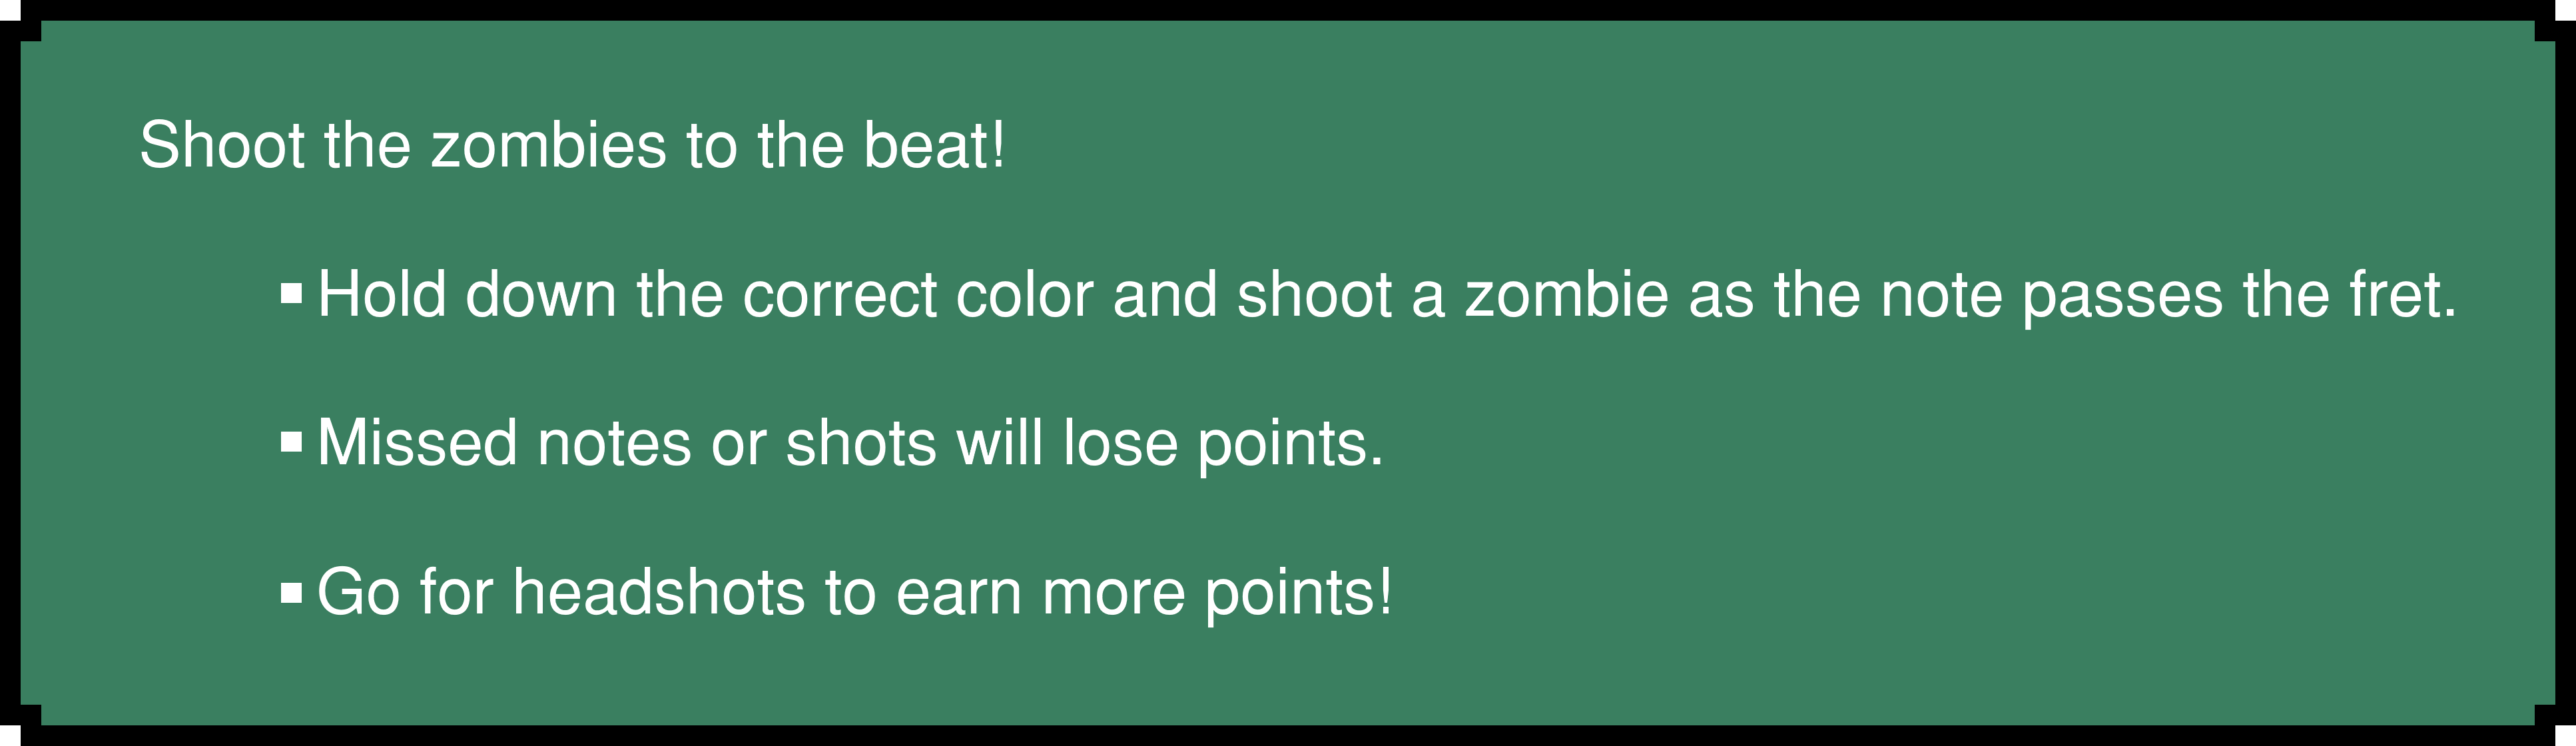 Shoot the zombies to the beat!
▪ Hold down the correct color and shoot a zombie as the note passes the fret.
▪ Missed notes or shots will lose points.
▪ Go for headshots to earn more points!